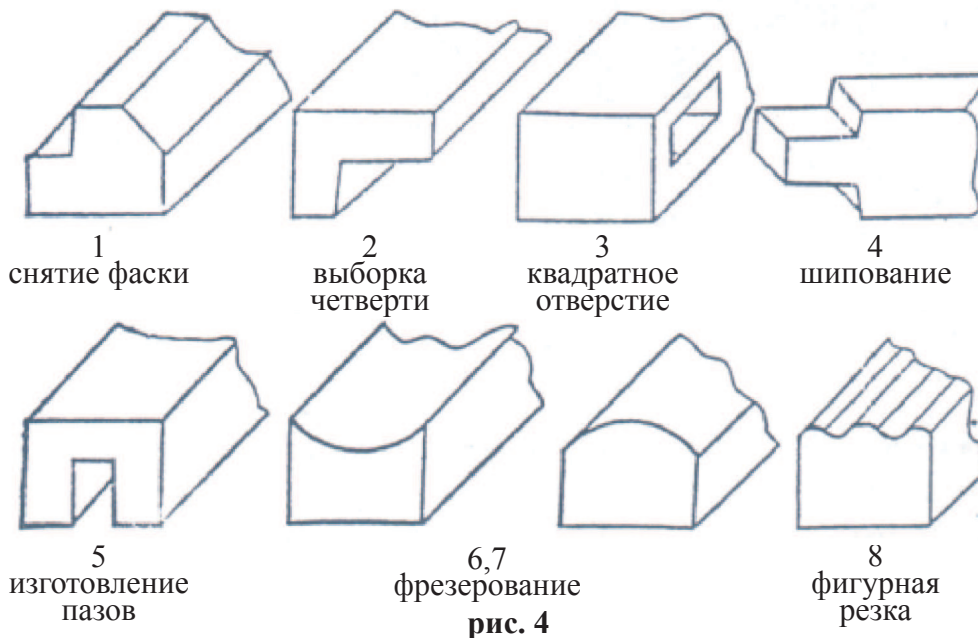 1
снятие фаски
2
выборка
четверти
3
квадратное
отверстие
4
шипование
5
изготовление
пазов
6,7
фрезерование
8
фигурная
резка
рис. 4